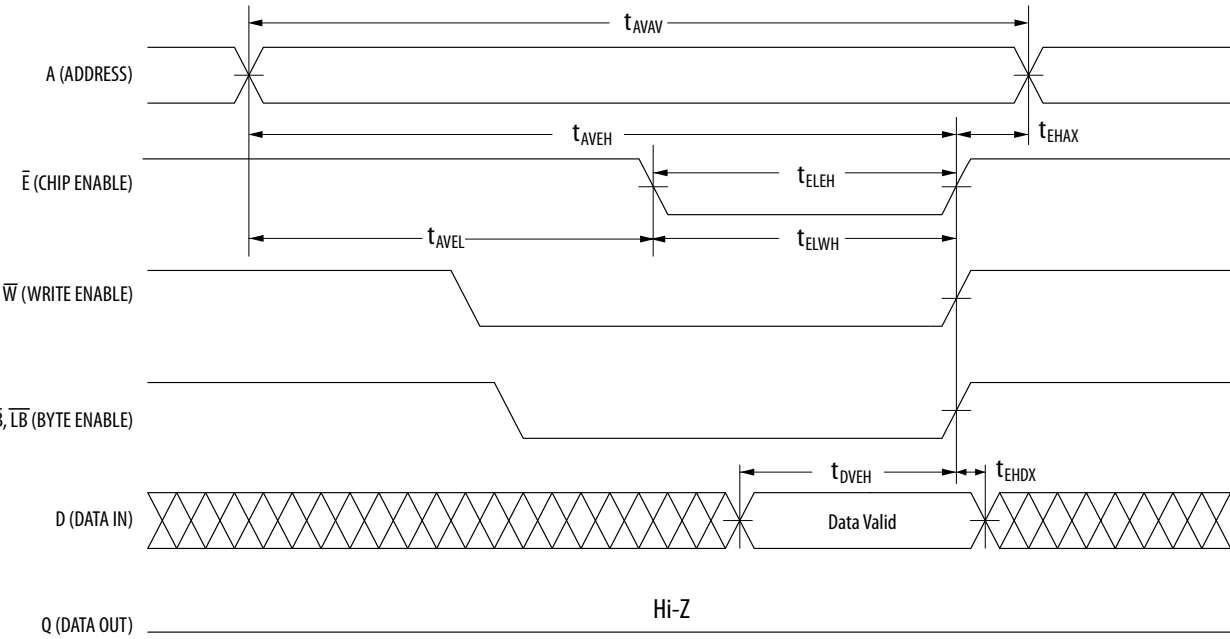 tAVAV
A (ADDRESS)
tAVEH
tEHAX
E̅ (CHIP ENABLE)
tELEH
tAVEL
tELWH
W̅ (WRITE ENABLE)
L̅B̅ (BYTE ENABLE)
tDVEH
tEHDX
D (DATA IN)
Data Valid
Hi-Z
Q (DATA OUT)